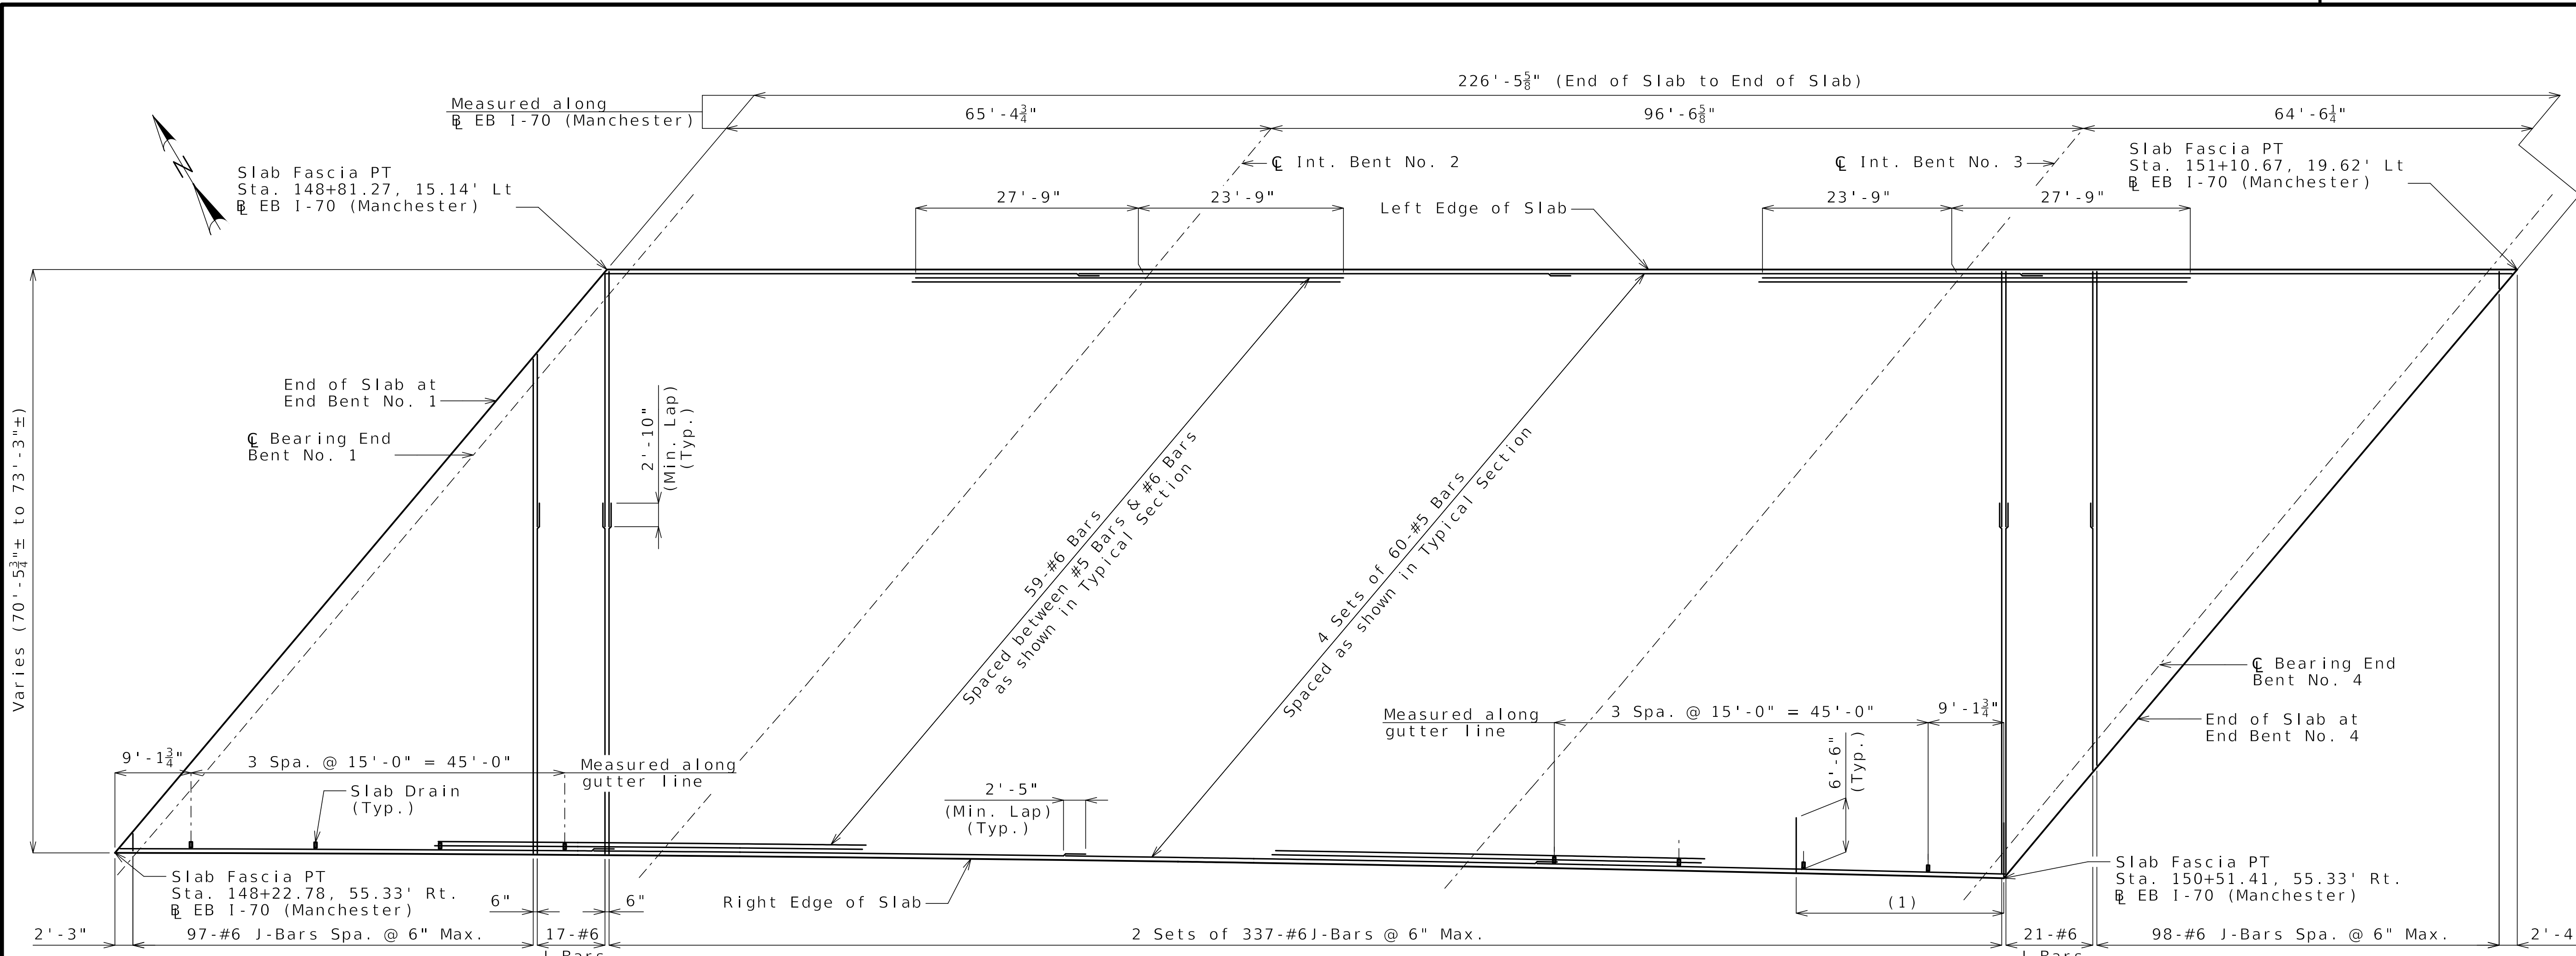 226'-5⅝" (End of Slab to End of Slab)
Measured along
℄ EB I-70 (Manchester)
65'-4¾"
96'-6⅝"
64'-6¼"
N
Slab Fascia PT
Sta. 148+81.27, 15.14' Lt
℄ EB I-70 (Manchester)
℄ Int. Bent No. 2
℄ Int. Bent No. 3
Slab Fascia PT
Sta. 151+10.67, 19.62' Lt
℄ EB I-70 (Manchester)
27'-9"
23'-9"
Left Edge of Slab
23'-9"
27'-9"
End of Slab at
End Bent No. 1
℄ Bearing End
Bent No. 1
2'-10"
(Min. Lap)
(Typ.)
Varies (70'-5¾"± to 73'-3"±)
59-#6 Bars
Spaced between #5 Bars & #6 Bars
as shown in Typical Section
4 Sets of 60-#5 Bars
Spaced as shown in Typical Section
℄ Bearing End
Bent No. 4
End of Slab at
End Bent No. 4
9'-1¾"
3 Spa. @ 15'-0" = 45'-0"
Measured along
gutter line
Slab Drain
(Typ.)
2'-5"
(Min. Lap)
(Typ.)
Measured along
gutter line
3 Spa. @ 15'-0" = 45'-0"
9'-1¾"
6'-6"
(Typ.)
Slab Fascia PT
Sta. 148+22.78, 55.33' Rt.
℄ EB I-70 (Manchester)
6"
6"
Right Edge of Slab
(1)
Slab Fascia PT
Sta. 150+51.41, 55.33' Rt.
℄ EB I-70 (Manchester)
2'-3"
97-#6 J-Bars Spa. @ 6" Max.
17-#6
J-Bars
2 Sets of 337-#6J-Bars @ 6" Max.
21-#6
J-Bars
98-#6 J-Bars Spa. @ 6" Max.
2'-4